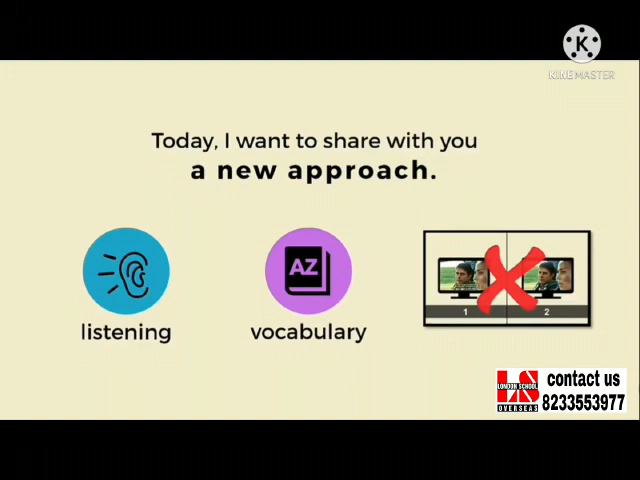 KINEMASTER
Today, I want to share with you
a new approach.
AZ
listening
vocabulary
1
2
LONDON SCHOOL
OVERSEAS
contact us
8233553977